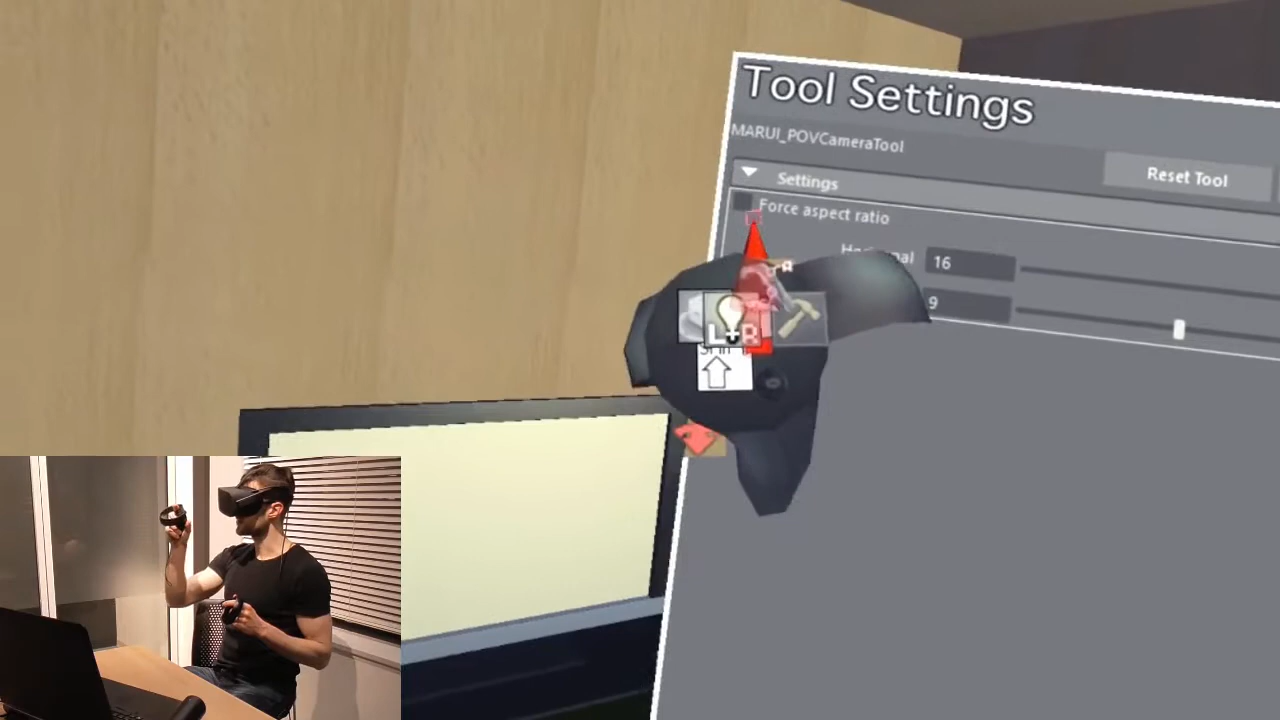 Tool Settings
MARUI_POVCameraTool
Reset Tool
Settings
Force aspect ratio
16
9
R
L+R